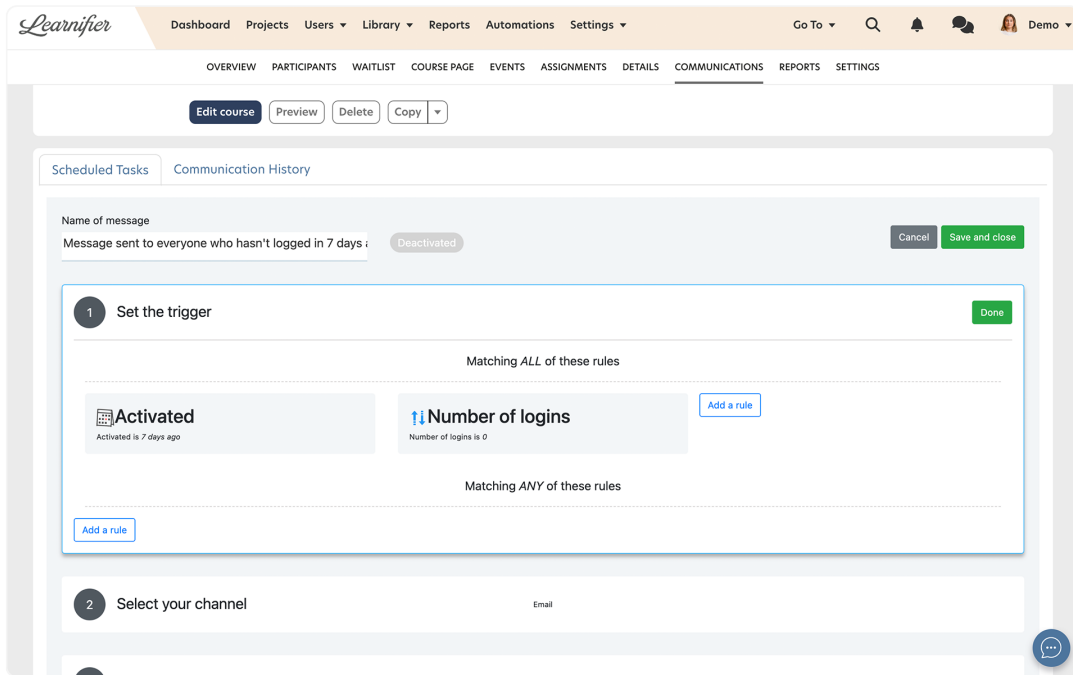 Learnifier
Dashboard Projects Users Library Reports Automations Settings Go To Demo
OVERVIEW PARTICIPANTS WAITLIST COURSE PAGE EVENTS ASSIGNMENTS DETAILS COMMUNICATIONS REPORTS SETTINGS
Edit course Preview Delete Copy
Scheduled Tasks Communication History
Name of message
Message sent to everyone who hasn't logged in 7 days
Deactivated
Cancel Save and close
1 Set the trigger Done
Matching ALL of these rules
Activated
Activated is 7 days ago
Number of logins
Number of logins is 0
Add a rule
Matching ANY of these rules
Add a rule
2 Select your channel Email